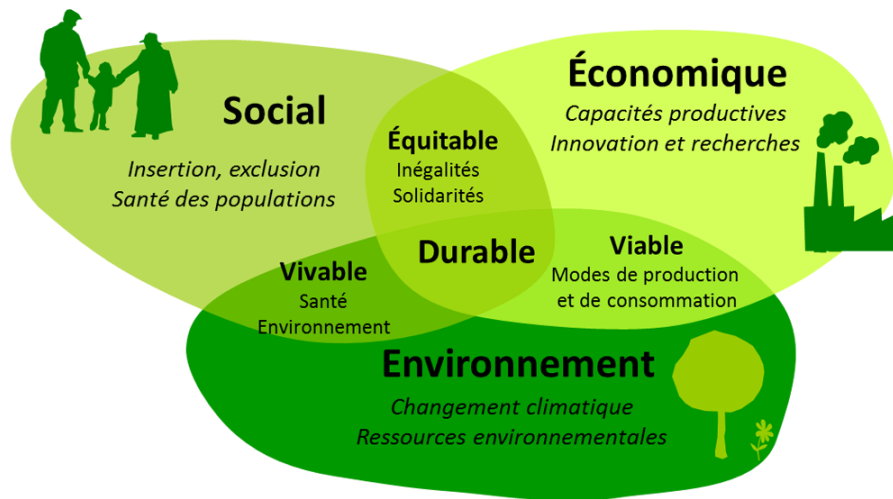 Social
Insertion, exclusion
Santé des populations
Économique
Capacités productives
Innovation et recherches
Équitable
Inégalités
Solidarités
Durable
Vivable
Santé
Environnement
Viable
Modes de production
et de consommation
Environnement
Changement climatique
Ressources environnementales